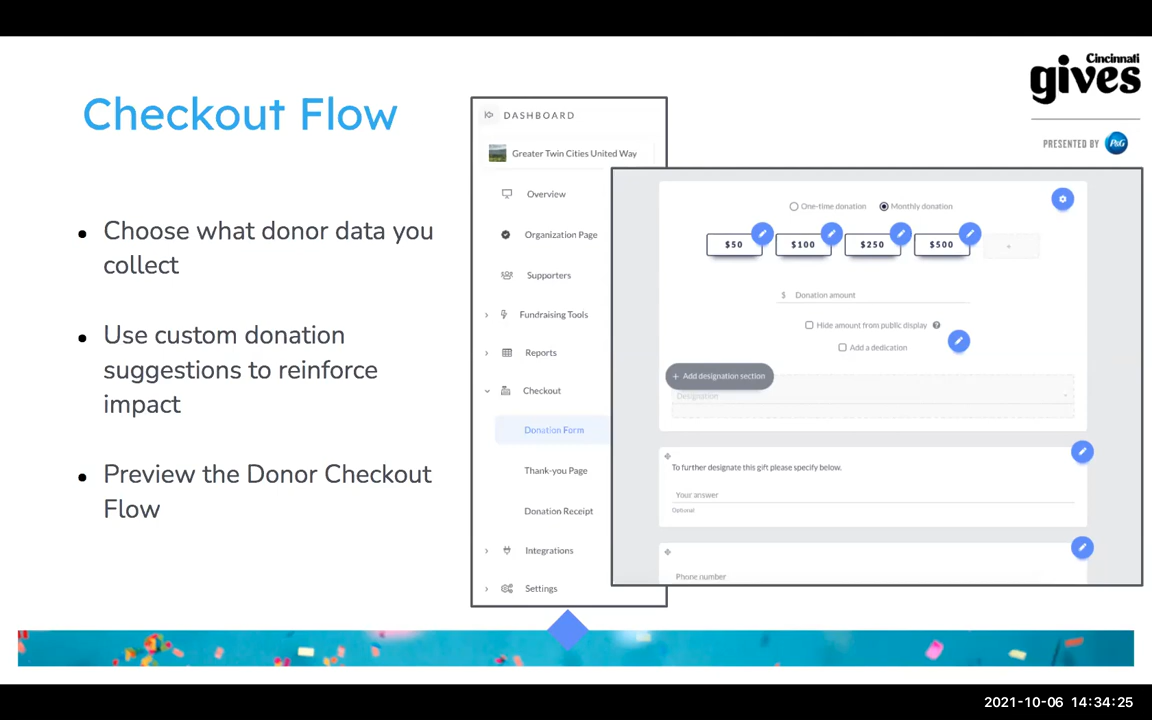 Cincinnati
gives
PRESENTED BY P&G
Checkout Flow
Choose what donor data you
collect
Use custom donation
suggestions to reinforce
impact
Preview the Donor Checkout
Flow
DASHBOARD
Greater Twin Cities United Way
Overview
Organization Page
Supporters
Fundraising Tools
Reports
Checkout
Donation Form
Thank-you Page
Donation Receipt
Integrations
Settings
One-time donation Monthly donation
$50 $100 $250 $500 +
$ Donation amount
Hide amount from public display ?
Add a dedication
+ Add designation section
Designation
To further designate this gift please specify below.
Your answer
Optional
Phone number
2021-10-06 14:34:25